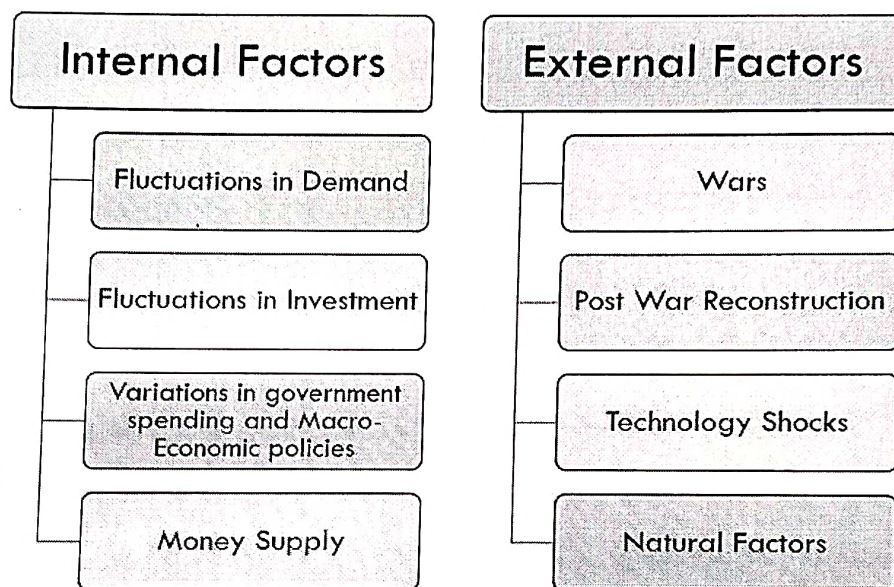 Internal Factors
Fluctuations in Demand
Fluctuations in Investment
Variations in government
spending and Macro-
Economic policies
Money Supply
External Factors
Wars
Post War Reconstruction
Technology Shocks
Natural Factors